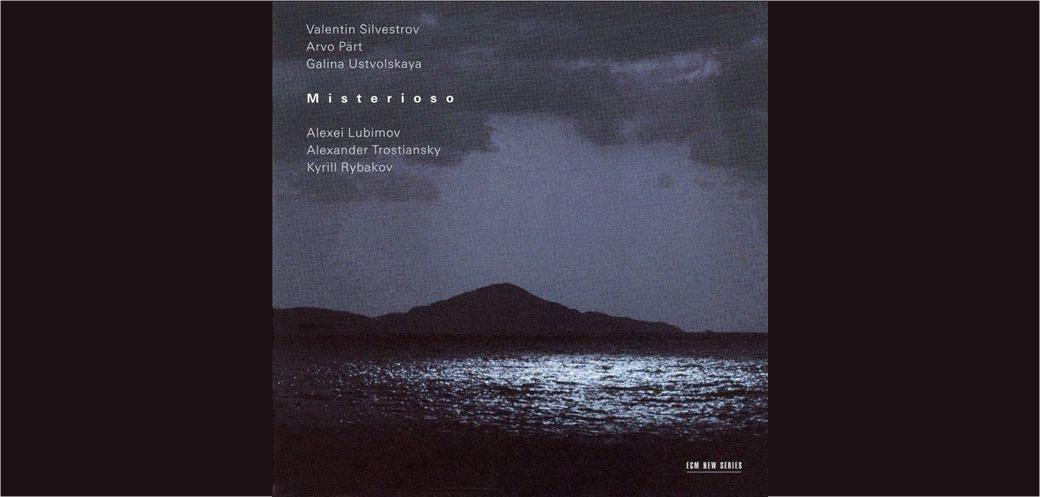 Valentin Silvestrov
Arvo Pärt
Galina Ustvolskaya
Misterioso
Alexei Lubimov
Alexander Trostiansky
Kyrill Rybakov
ECM NEW SERIES